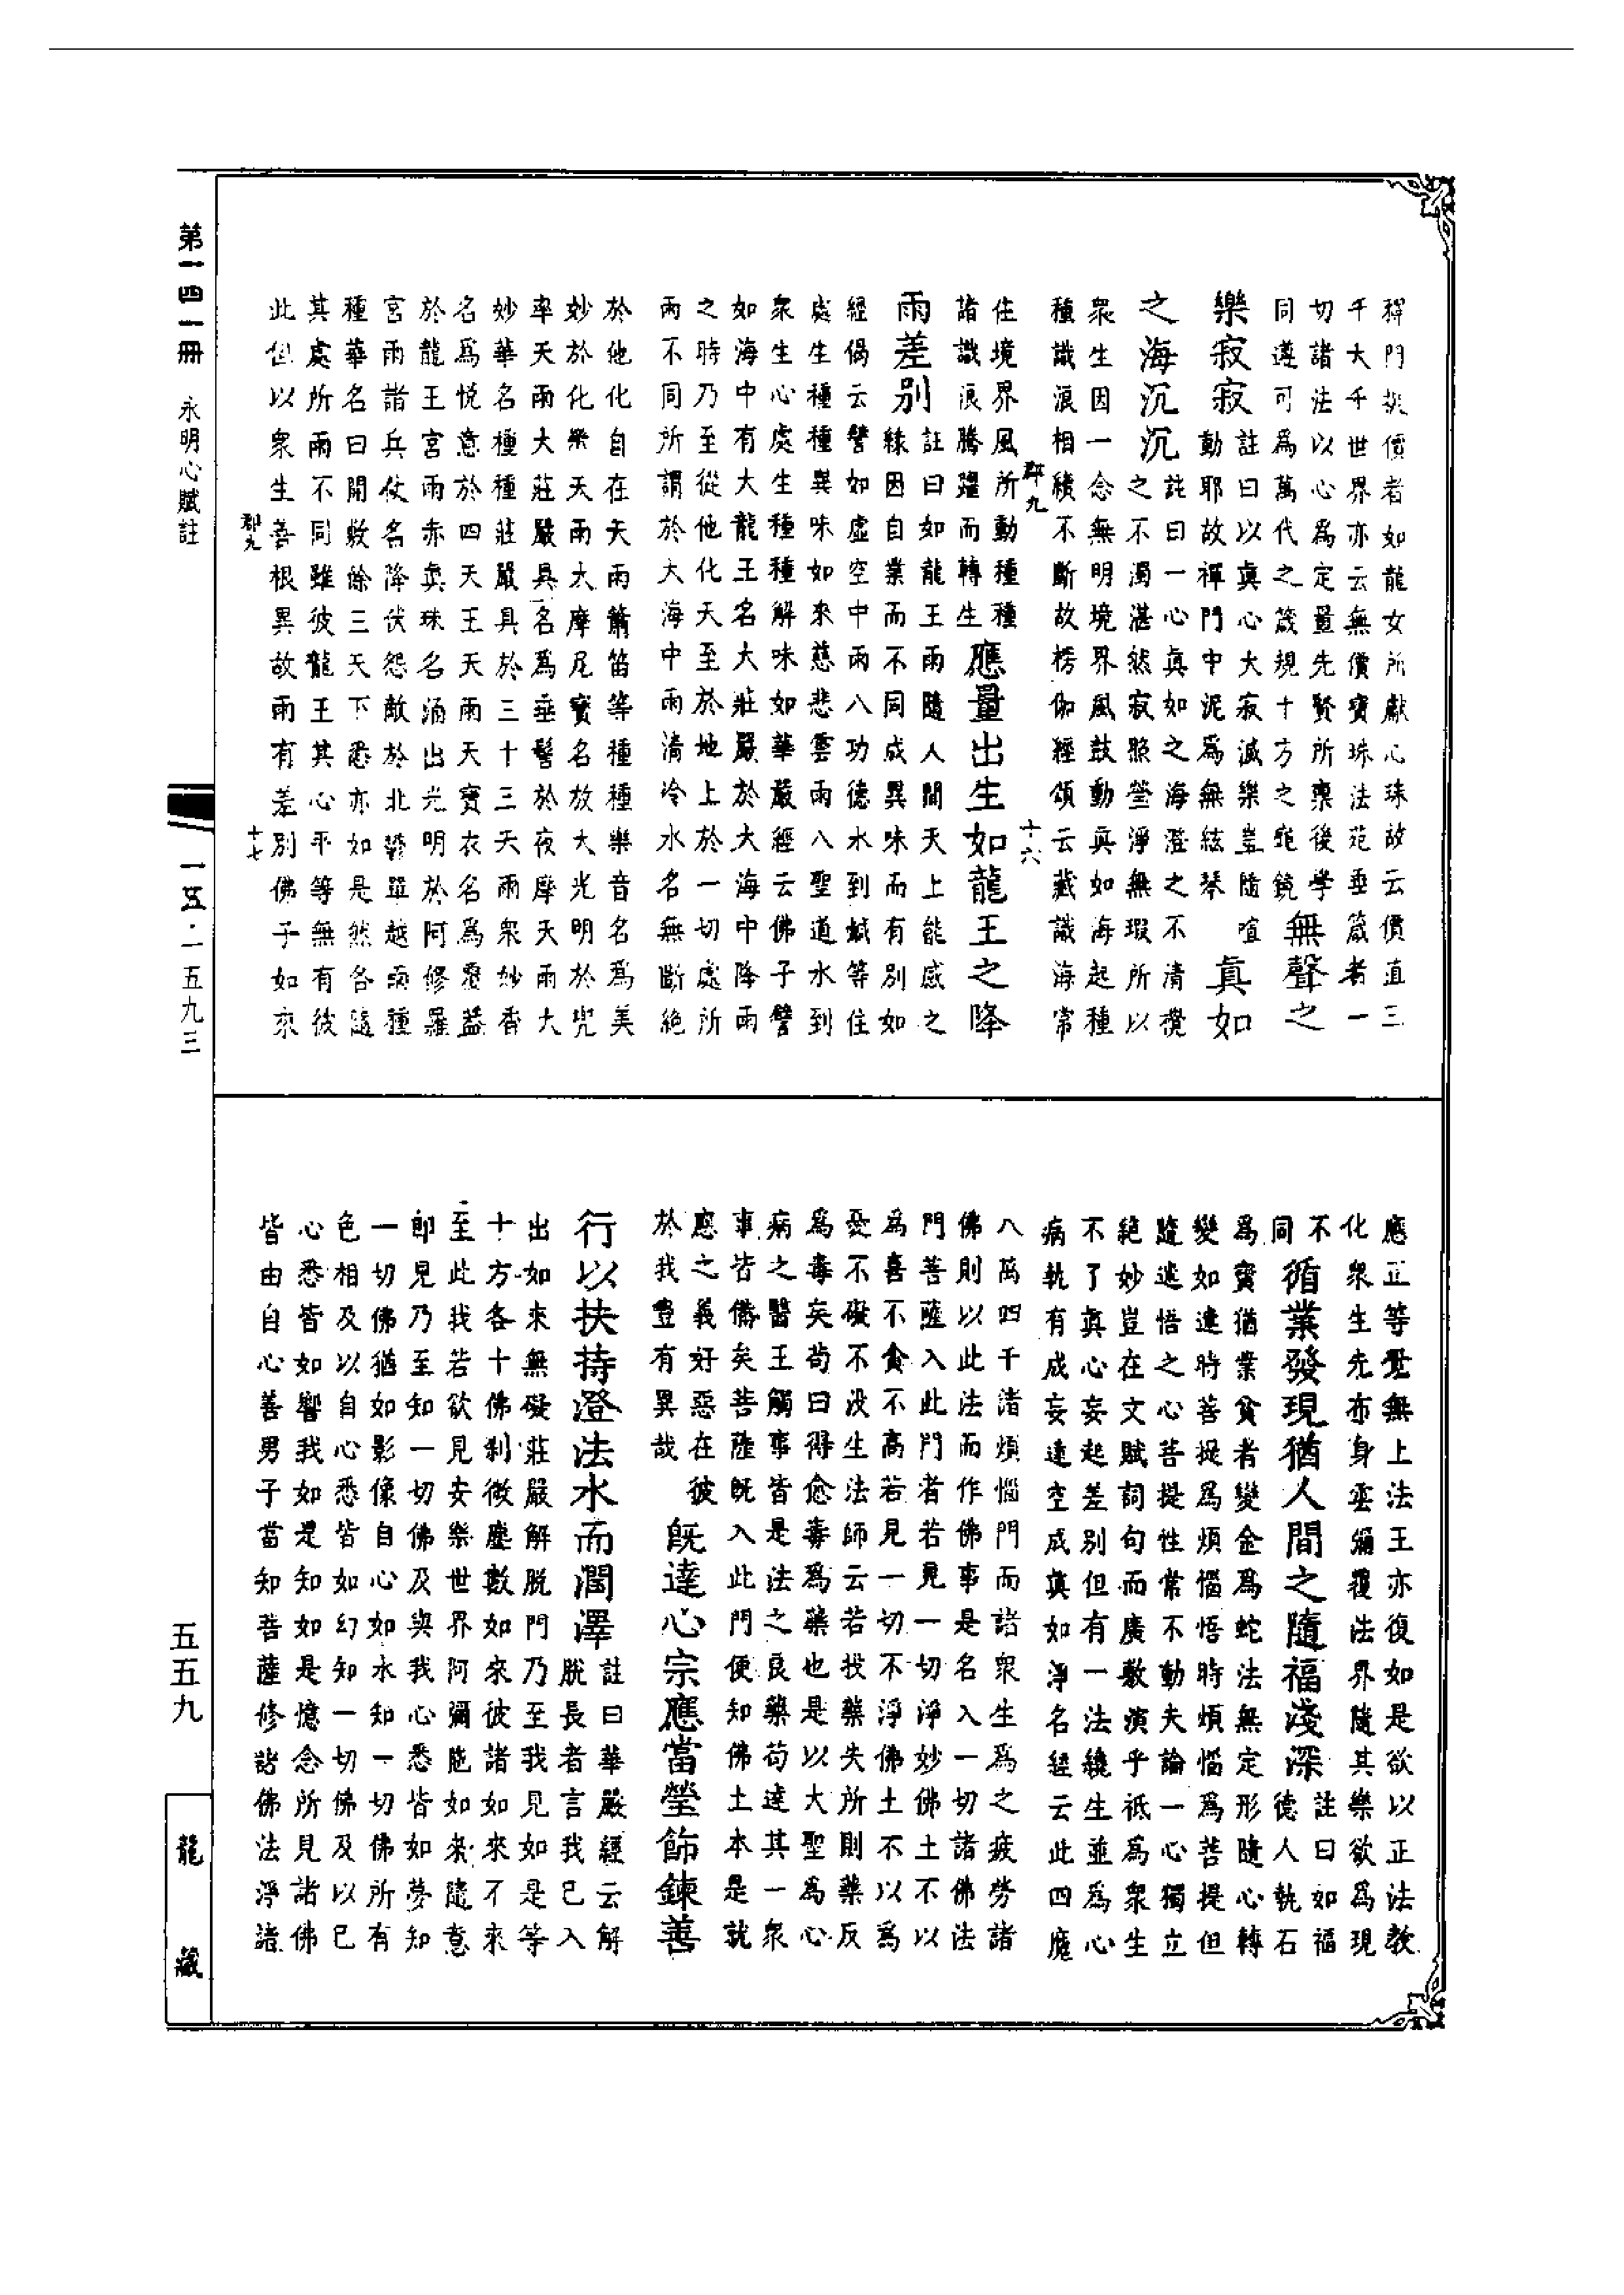 稱門挺價者如龍女所獻心珠故云價直三
千大千世界亦云無價寶珠法苑垂箴者一
切諸法以心為定量先賢所稟後學
同遵可為萬代之箴規十方之龜鏡
無聲之
樂寂寂
註曰以真心大寂滅樂豈隨喧
動耶故禪門中泥為無絃琴
真如
之海沉沉
註曰一心真如之海澄之不清攪
之不濁湛然寂照瑩淨無瑕所以
衆生因一念無明境界風鼓動真如海起種
種識浪相續不斷故楞伽經頌云藏識海常
住境界風所動種種
諸識浪騰躍而轉生
應量出生如龍王之降
雨差別
註曰如龍王雨隨人間天上能感之
緣因自業而不同成異味而有別如
經偈云譬如虛空中雨八功德水到鹹等住
處生種種異味如來慈悲雲雨八聖道水到
衆生心處生種種解味如華嚴經云佛子譬
如海中有大龍王名大莊嚴於大海中降雨
之時乃至從他化天至於地上於一切處所
雨不同所謂於大海中雨清冷水名無斷絕
於他化自在天雨簫笛等種種樂音名為美
妙於化樂天雨大摩尼寶名放大光明於兜
率天雨大莊嚴具名為垂髻於夜摩天雨大
妙華名種種莊嚴具於三十三天雨衆妙香
名為悅意於四天王天雨天寶衣名為覆蓋
於龍王宮雨赤真珠名涌出光明於阿修羅
宮雨諸兵仗名降伏怨敵於北鬱單越雨種
種華名曰開敷餘三天下悉亦如是然各隨
其處所雨不同雖彼龍王其心平等無有彼
此但以衆生善根異故雨有差別佛子如來
應正等覺無上法王亦復如是欲以正法教
化衆生先布身雲彌覆法界隨其樂欲為現
不
同
循業發現猶人間之隨福淺深
註曰如福
德人執石
為寶猶業貧者變金為蛇法無定形隨心轉
變如違時菩提為煩惱悟時煩惱為菩提但
隨迷悟之心菩提性常不動夫論一心獨立
絕妙豈在文賦詞句而廣敷演乎祇為衆生
不了真心妄起差別但有一法纔生並為心
病執有成妄達空成真如淨名經云此四魔
八萬四千諸煩惱門而諸衆生為之疲勞諸
佛則以此法而作佛事是名入一切諸佛法
門菩薩入此門者若見一切淨妙佛土不以
為喜不貪不高若見一切不淨佛土不以為
憂不礙不沒生法師云若投藥失所則藥反
為毒矣苟曰得愈毒為藥也是以大聖為心
病之醫王觸事皆是法之良藥苟達其一衆
事皆備矣菩薩既入此門便知佛土本是就
應之義好惡在彼
於我豈有異哉
既達心宗應當瑩飾鍊善
行以扶持澄法水而潤澤
註曰華嚴經云解
脫長者言我已入
出如來無礙莊嚴解脫門乃至我見如是等
十方各十佛剎微塵數如來彼諸如來不來
至此我若欲見安樂世界阿彌陀如來隨意
即見乃至知一切佛及與我心悉皆如夢知
一切佛猶如影像自心如水知一切佛所有
色相及以自心悉皆如幻知一切佛及以己
心悉皆如響我如是知如是憶念所見諸佛
皆由自心善男子當知菩薩修諸佛法淨諸
郡九
十六
郡九
十七
第一四一冊
永明心賦註
一五·一五九三
五五九
龍藏